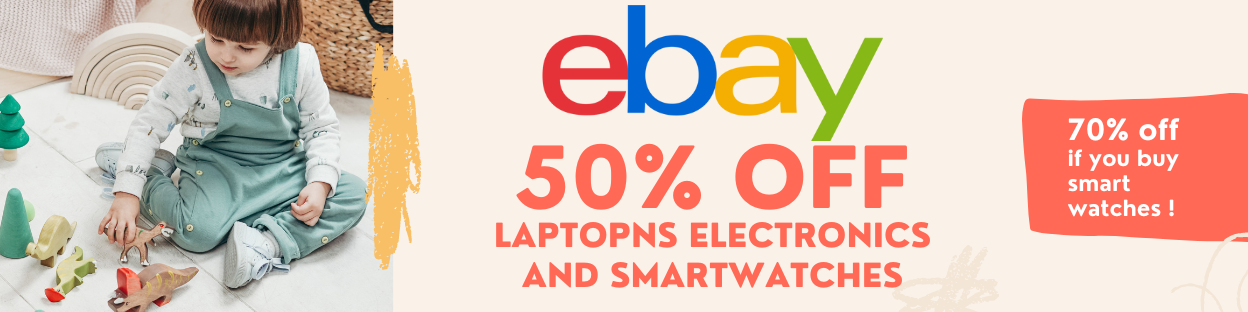 ebay
50% OFF
LAPTOPNS ELECTRONICS
AND SMARTWATCHES
70% off
if you buy
smart
watches !